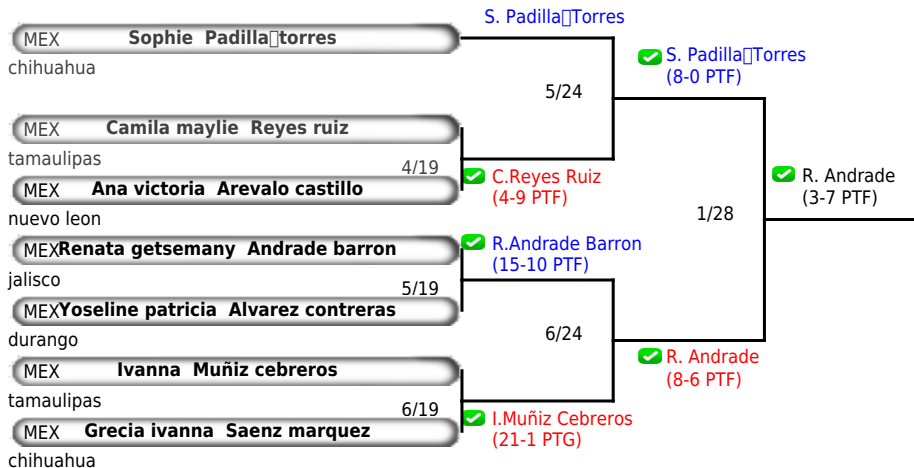 S. Padilla▯Torres
MEX Sophie Padilla▯torres
chihuahua
S. Padilla▯Torres
(8-0 PTF)
5/24
MEX Camila maylie Reyes ruiz
tamaulipas
4/19
MEX Ana victoria Arevalo castillo
nuevo leon
C.Reyes Ruiz
(4-9 PTF)
R. Andrade
(3-7 PTF)
1/28
MEXRenata getsemany Andrade barron
jalisco
R.Andrade Barron
(15-10 PTF)
5/19
MEXYoseline patricia Alvarez contreras
durango
6/24
MEX Ivanna Muñiz cebreros
tamaulipas
R. Andrade
(8-6 PTF)
6/19
MEX Grecia ivanna Saenz marquez
chihuahua
I.Muñiz Cebreros
(21-1 PTG)